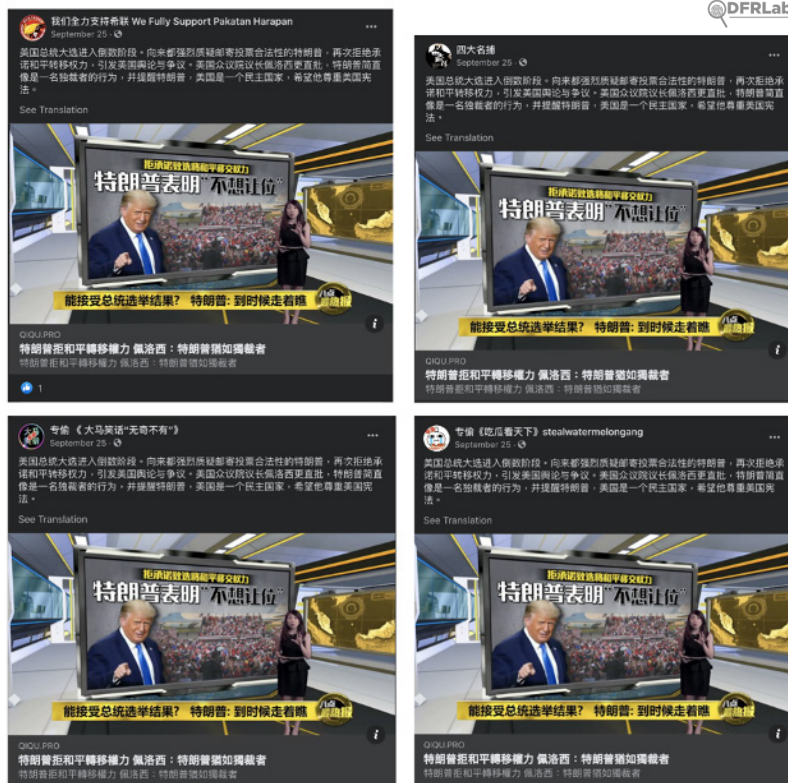 DFRLab
我们全力支持希联 We Fully Support Pakatan Harapan
September 25 ·
美国总统大选进入倒数阶段。向来都强烈质疑邮寄投票合法性的特朗普，再次拒绝承
诺和平转移权力，引发美国舆论与争议。美国众议院议长佩洛西更直批，特朗普简直
像是一名独裁者的行为，并提醒特朗普，美国是一个民主国家，希望他尊重美国宪
法。
See Translation
拒承诺败选将和平移交权力
特朗普表明“不想让位”
能接受总统选举结果? 特朗普: 到时候走着瞧
八点最热报
QIQU.PRO
特朗普拒和平轉移權力 佩洛西：特朗普猶如獨裁者
特朗普拒和平轉移權力 佩洛西：特朗普猶如獨裁者
1
四大名捕
September 25 ·
美国总统大选进入倒数阶段。向来都强烈质疑邮寄投票合法性的特朗普，再次拒绝承
诺和平转移权力，引发美国舆论与争议。美国众议院议长佩洛西更直批，特朗普简直
像是一名独裁者的行为，并提醒特朗普，美国是一个民主国家，希望他尊重美国宪
法。
See Translation
拒承诺败选将和平移交权力
特朗普表明“不想让位”
能接受总统选举结果? 特朗普: 到时候走着瞧
八点最热报
QIQU.PRO
特朗普拒和平轉移權力 佩洛西：特朗普猶如獨裁者
特朗普拒和平轉移權力 佩洛西：特朗普猶如獨裁者
专偷 《 大马笑话“无奇不有”》
September 25 ·
美国总统大选进入倒数阶段。向来都强烈质疑邮寄投票合法性的特朗普，再次拒绝承
诺和平转移权力，引发美国舆论与争议。美国众议院议长佩洛西更直批，特朗普简直
像是一名独裁者的行为，并提醒特朗普，美国是一个民主国家，希望他尊重美国宪
法。
See Translation
拒承诺败选将和平移交权力
特朗普表明“不想让位”
能接受总统选举结果? 特朗普: 到时候走着瞧
八点最热报
QIQU.PRO
特朗普拒和平轉移權力 佩洛西：特朗普猶如獨裁者
特朗普拒和平轉移權力 佩洛西：特朗普猶如獨裁者
专偷《吃瓜看天下》stealwatermelongang
September 25 ·
美国总统大选进入倒数阶段。向来都强烈质疑邮寄投票合法性的特朗普，再次拒绝承
诺和平转移权力，引发美国舆论与争议。美国众议院议长佩洛西更直批，特朗普简直
像是一名独裁者的行为，并提醒特朗普，美国是一个民主国家，希望他尊重美国宪
法。
See Translation
拒承诺败选将和平移交权力
特朗普表明“不想让位”
能接受总统选举结果? 特朗普: 到时候走着瞧
八点最热报
QIQU.PRO
特朗普拒和平轉移權力 佩洛西：特朗普猶如獨裁者
特朗普拒和平轉移權力 佩洛西：特朗普猶如獨裁者